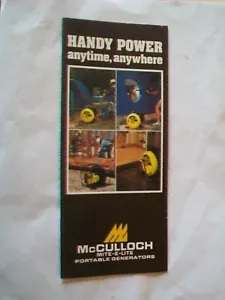 HANDY POWER
anytime, anywhere
McCULLOCH
MITE-E-LITE
PORTABLE GENERATORS